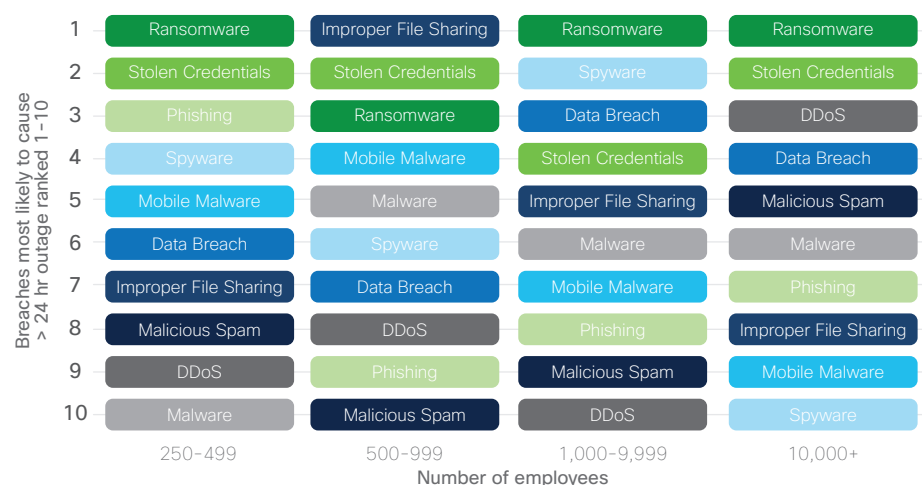 Breaches most likely to cause
> 24 hr outage ranked 1-10
1 Ransomware Improper File Sharing Ransomware Ransomware
2 Stolen Credentials Stolen Credentials Spyware Stolen Credentials
3 Phishing Ransomware Data Breach DDoS
4 Spyware Mobile Malware Stolen Credentials Data Breach
5 Mobile Malware Malware Improper File Sharing Malicious Spam
6 Data Breach Spyware Malware Malware
7 Improper File Sharing Data Breach Mobile Malware Phishing
8 Malicious Spam DDoS Phishing Improper File Sharing
9 DDoS Phishing Malicious Spam Mobile Malware
10 Malware Malicious Spam DDoS Spyware
250-499 500-999 1,000-9,999 10,000+
Number of employees